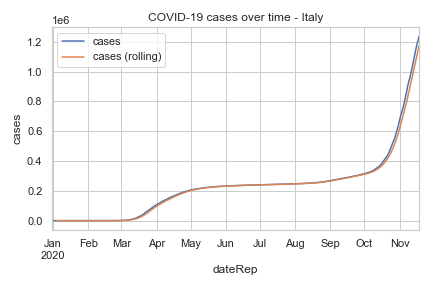 COVID-19 cases over time - Italy
1e6
cases
cases (rolling)
1.2
1.0
0.8
0.6
0.4
0.2
0.0
cases
Jan Feb Mar Apr May Jun Jul Aug Sep Oct Nov
2020
dateRep